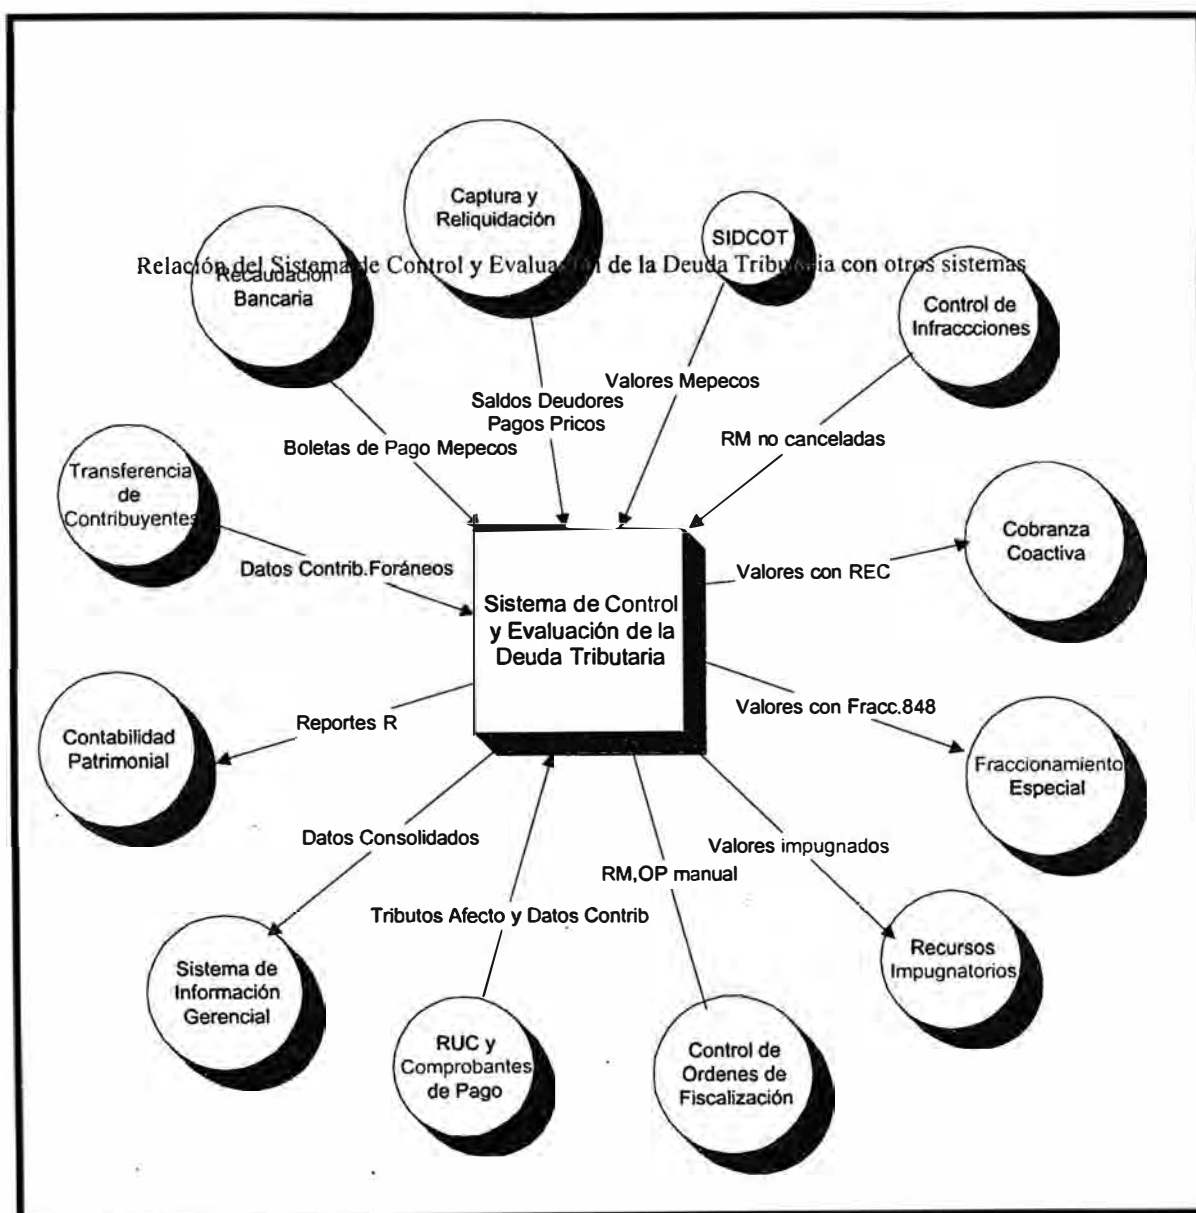 Captura y
Reliquidación
SIDCOT
Relación del Sistema de Control y Evaluación de la Deuda Tributaria con otros sistemas
Recaudación
Bancaria
Control de
Infraccciones
Valores Mepecos
Saldos Deudores
Pagos Pricos
Boletas de Pago Mepecos
RM no canceladas
Transferencia
de
Contribuyentes
Cobranza
Coactiva
Datos Contrib.Foráneos
Valores con REC
Sistema de Control
y Evaluación de la
Deuda Tributaria
Reportes R
Valores con Fracc.848
Contabilidad
Patrimonial
Fraccionamiento
Especial
Datos Consolidados
Valores impugnados
RM,OP manual
Tributos Afecto y Datos Contrib
Recursos
Impugnatorios
Sistema de
Información
Gerencial
RUC y
Comprobantes
de Pago
Control de
Ordenes de
Fiscalización